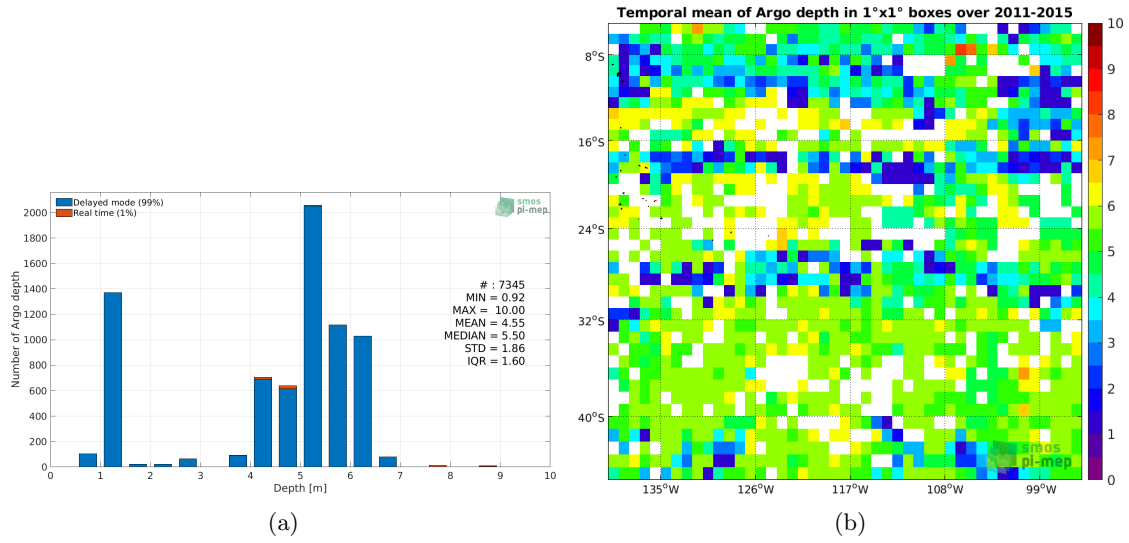 Temporal mean of Argo depth in 1°x1° boxes over 2011-2015
Delayed mode (99%)
Real time (1%)
smos
pi-mep
Number of Argo depth
2000
1800
1600
1400
1200
1000
800
600
400
200
0
# : 7345
MIN = 0.92
MAX = 10.00
MEAN = 4.55
MEDIAN = 5.50
STD = 1.86
IQR = 1.60
0 1 2 3 4 5 6 7 8 9 10
Depth [m]
(a)
8°S
16°S
24°S
32°S
40°S
135°W 126°W 117°W 108°W 99°W
smos
pi-mep
10
9
8
7
6
5
4
3
2
1
0
(b)